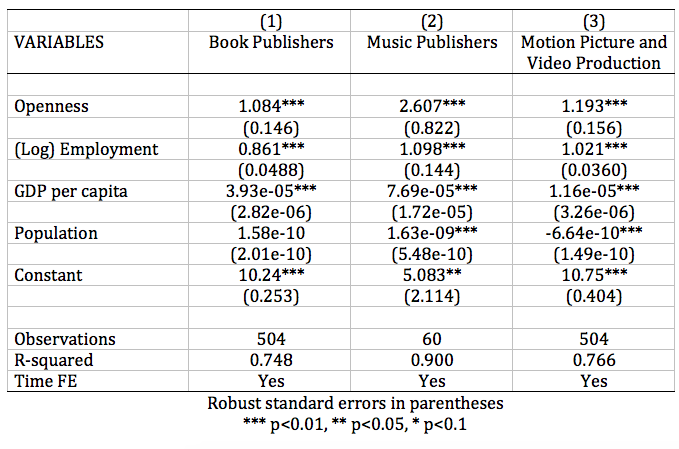 (1) (2) (3)
VARIABLES Book Publishers Music Publishers Motion Picture and Video Production
Openness 1.084*** 2.607*** 1.193***
(0.146) (0.822) (0.156)
(Log) Employment 0.861*** 1.098*** 1.021***
(0.0488) (0.144) (0.0360)
GDP per capita 3.93e-05*** 7.69e-05*** 1.16e-05***
(2.82e-06) (1.72e-05) (3.26e-06)
Population 1.58e-10 1.63e-09*** -6.64e-10***
(2.01e-10) (5.48e-10) (1.49e-10)
Constant 10.24*** 5.083** 10.75***
(0.253) (2.114) (0.404)
Observations 504 60 504
R-squared 0.748 0.900 0.766
Time FE Yes Yes Yes
Robust standard errors in parentheses
*** p<0.01, ** p<0.05, * p<0.1